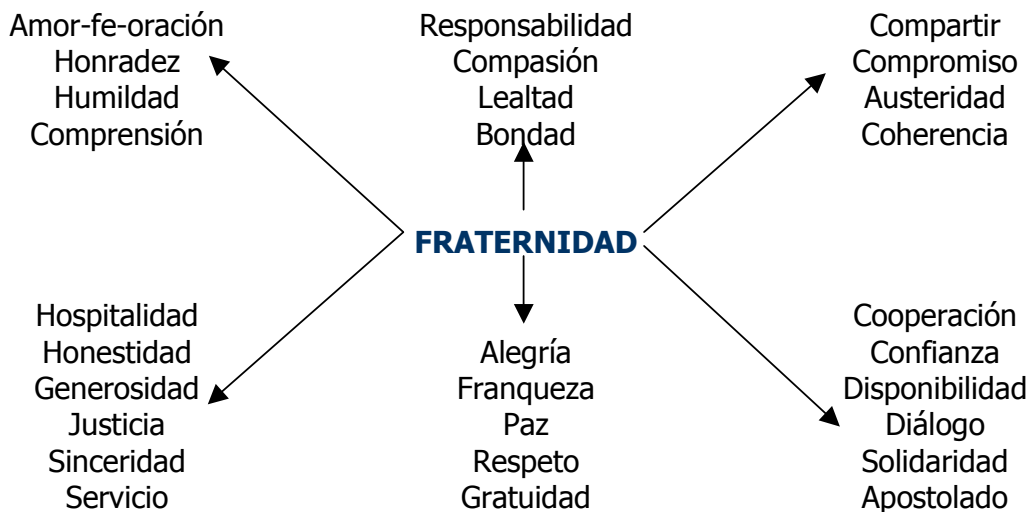 Amor-fe-oración
Honradez
Humildad
Comprensión
Responsabilidad
Compasión
Lealtad
Bondad
Compartir
Compromiso
Austeridad
Coherencia
FRATERNIDAD
Hospitalidad
Honestidad
Generosidad
Justicia
Sinceridad
Servicio
Alegría
Franqueza
Paz
Respeto
Gratuidad
Cooperación
Confianza
Disponibilidad
Diálogo
Solidaridad
Apostolado